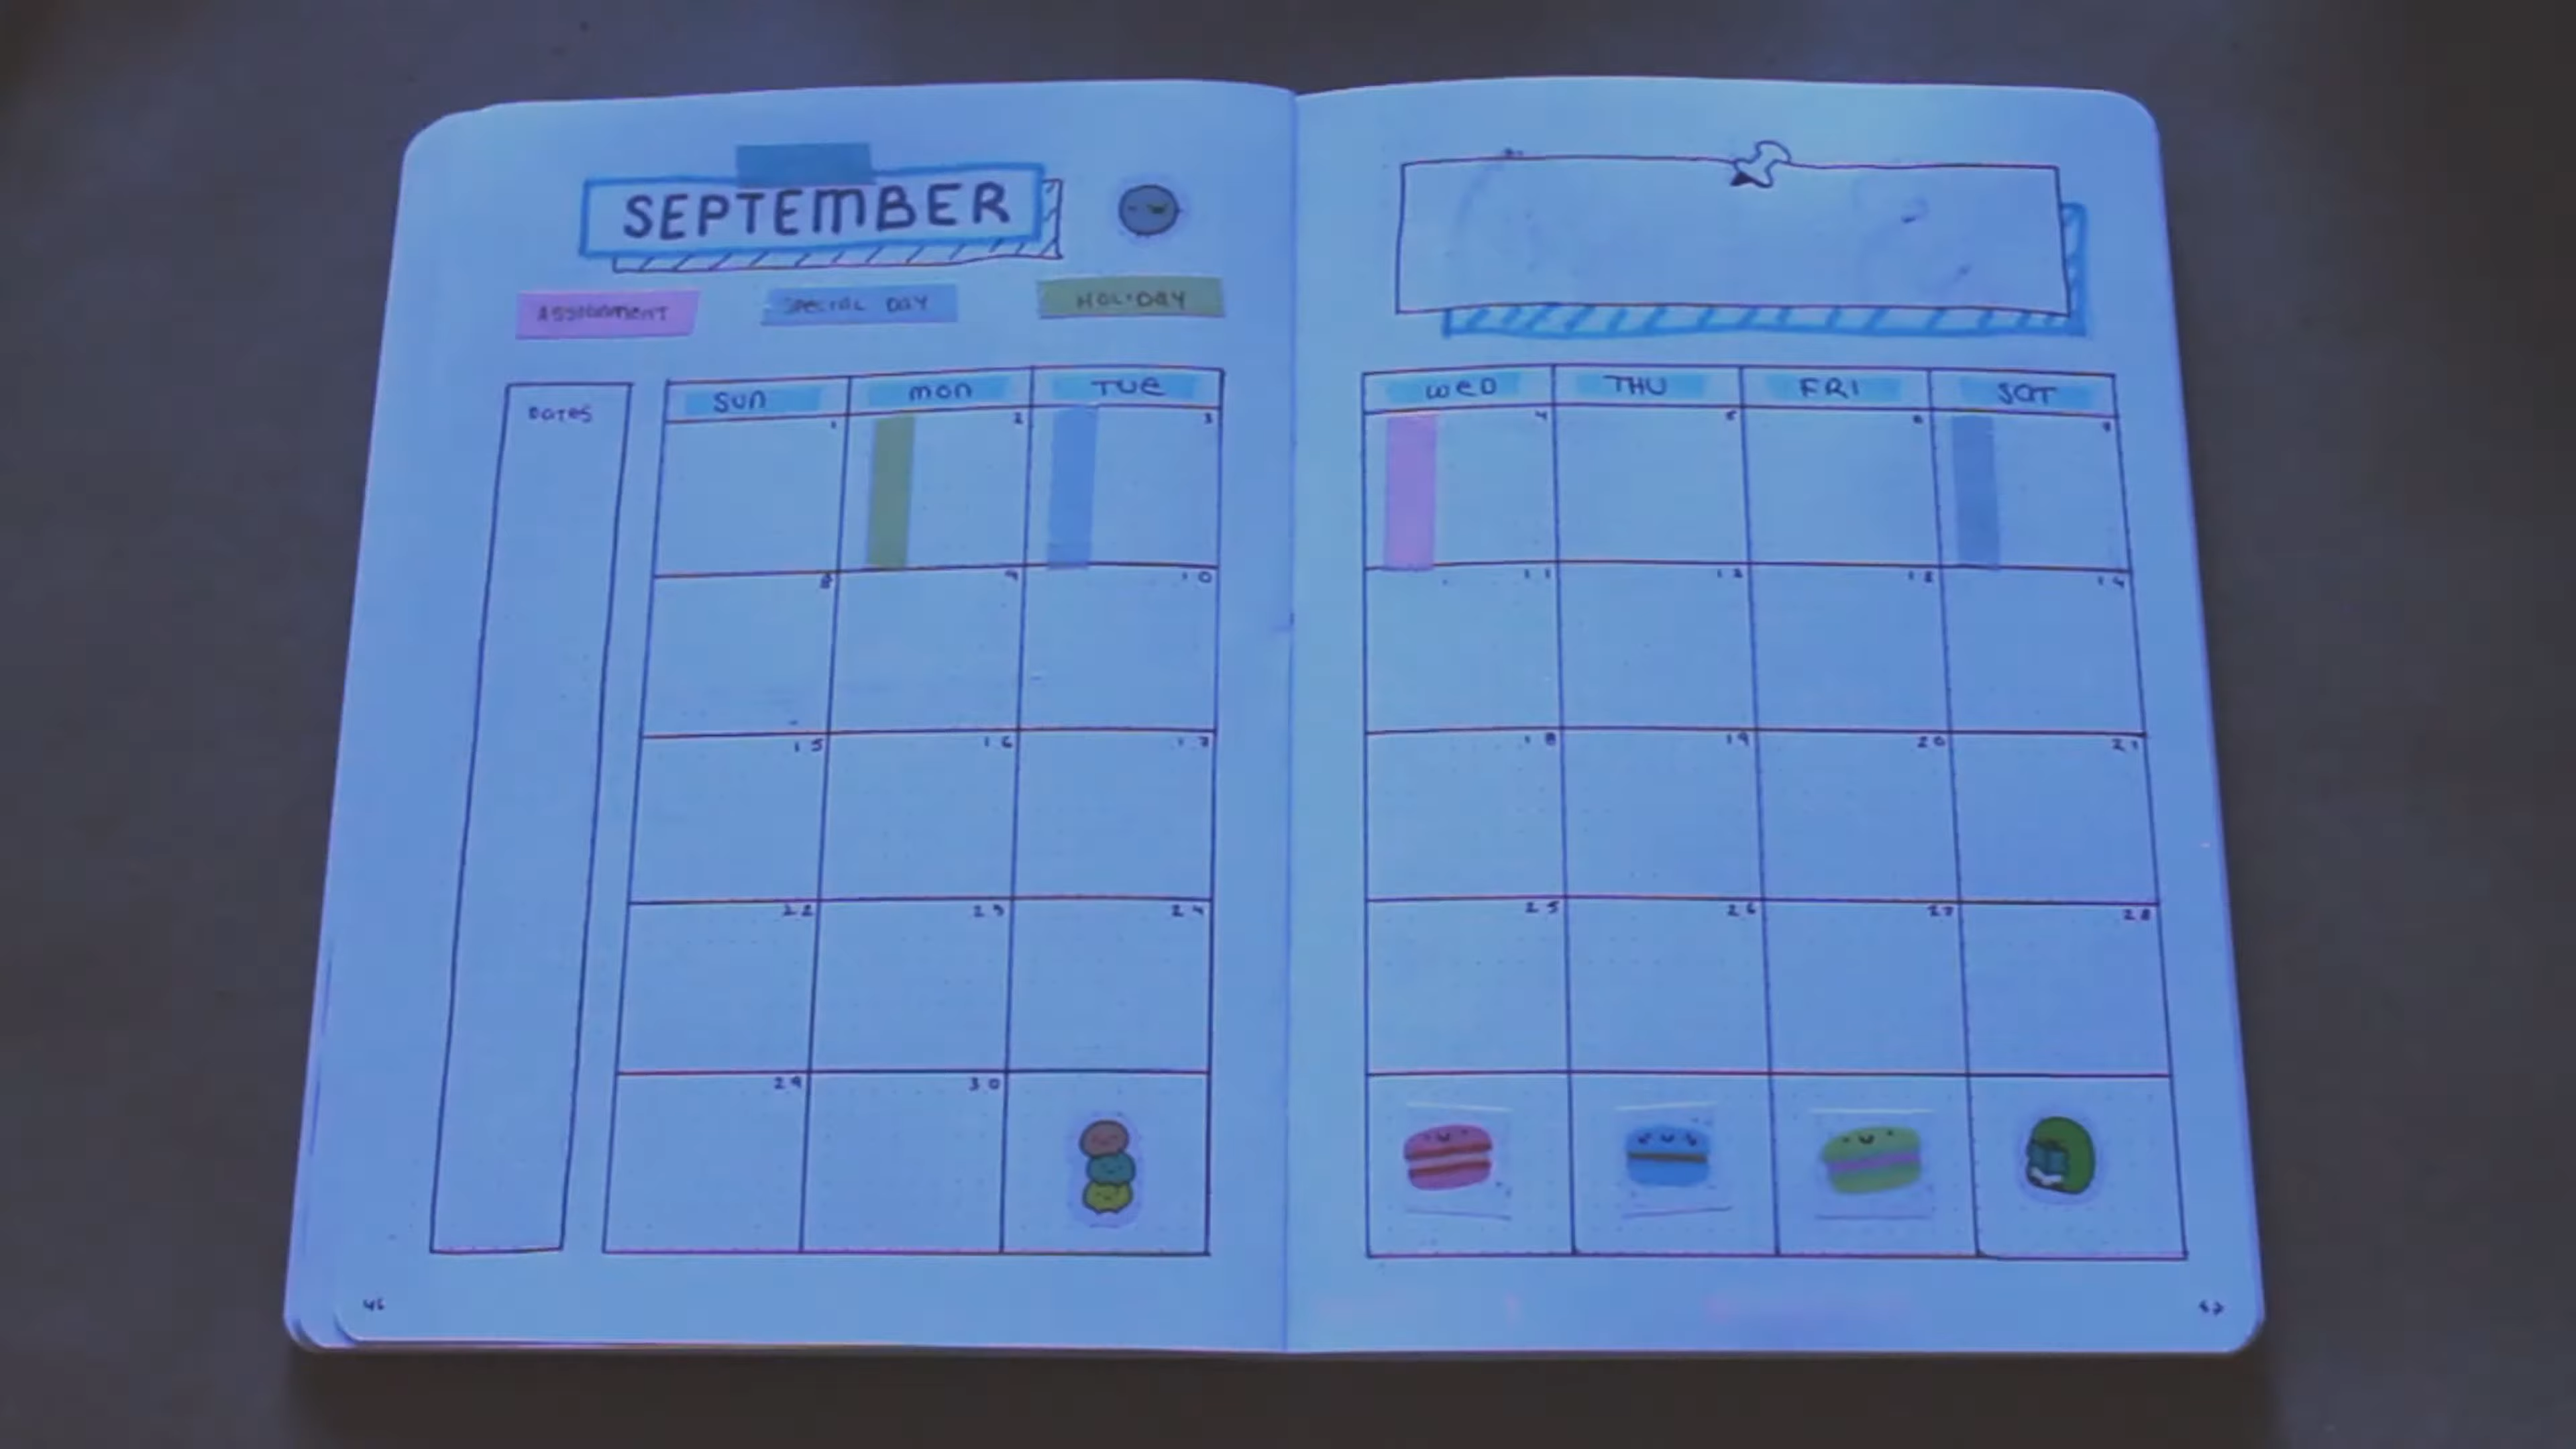 SEPTEMBER
ASSIGNMENT SPECIAL DAY HOLIDAY
DATES
SUN MON TUE WED THU FRI SAT
1 2 3 4 5 6
8 9 10 11 12 13 14
15 16 17 18 19 20 21
22 23 24 25 26 27 28
29 30
46 47